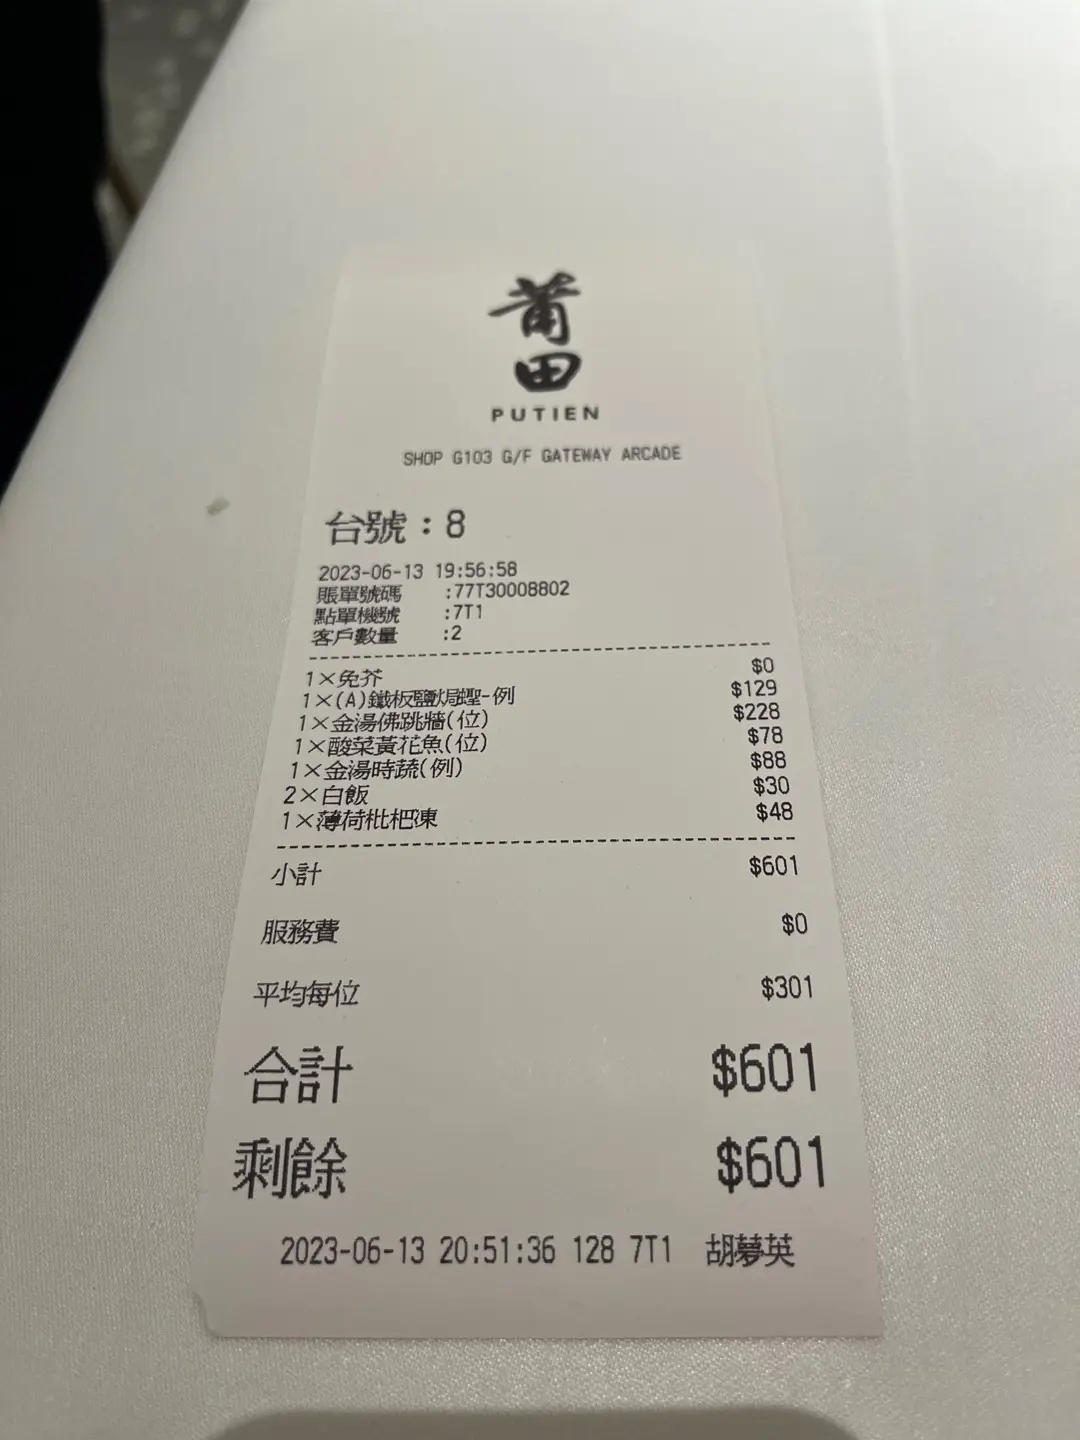 莆田
PUTIEN
SHOP G103 G/F GATEWAY ARCADE
台號：8
2023-06-13 19:56:58
賬單號碼 :77T30008802
點單機號 :7T1
客戶數量 :2
1×免芥 $0
1×(A)鐵板鹽焗蟶-例 $129
1×金湯佛跳牆(位) $228
1×酸菜黃花魚(位) $78
1×金湯時蔬(例) $88
2×白飯 $30
1×薄荷枇杷凍 $48
小計 $601
服務費 $0
平均每位 $301
合計 $601
剩餘 $601
2023-06-13 20:51:36 128 7T1 胡夢英